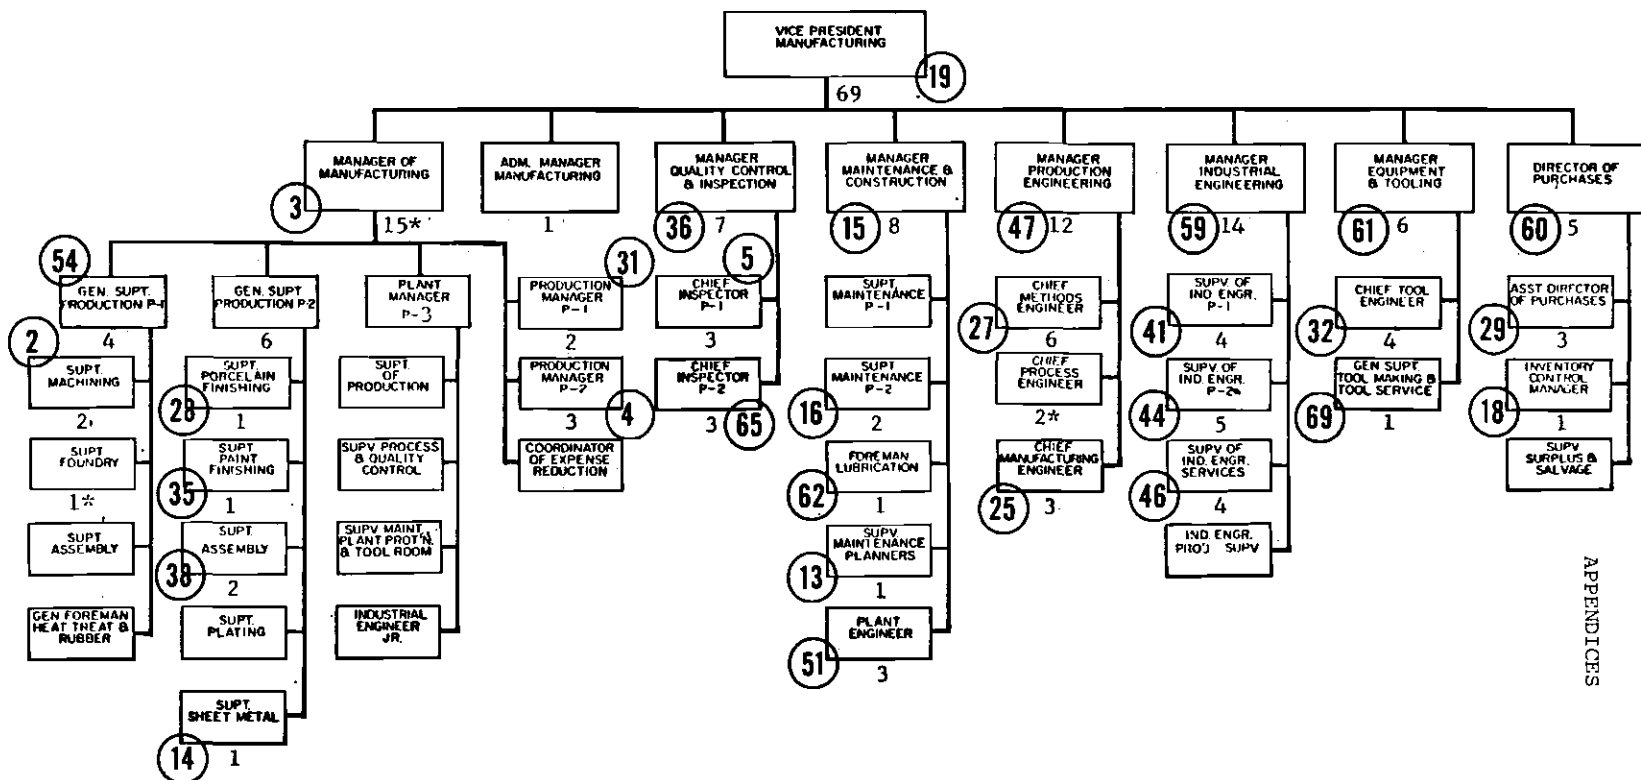 VICE PRESIDENT
MANUFACTURING
19
69
MANAGER OF
MANUFACTURING
3
15*
ADM. MANAGER
MANUFACTURING
1
MANAGER
QUALITY CONTROL
& INSPECTION
36
7
MANAGER
MAINTENANCE &
CONSTRUCTION
15
8
MANAGER
PRODUCTION
ENGINEERING
47
12
MANAGER
INDUSTRIAL
ENGINEERING
59
14
MANAGER
EQUIPMENT
& TOOLING
61
6
DIRECTOR OF
PURCHASES
60
5
54
GEN. SUPT.
PRODUCTION P-1
4
GEN. SUPT
PRODUCTION P-2
6
PLANT
MANAGER
P-3
31
PRODUCTION
MANAGER
P-1
2
5
CHIEF
INSPECTOR
P-1
3
SUPT.
MAINTENANCE
P-1
CHIEF
METHODS
ENGINEER
27
6
SUPV. OF
IND. ENGR.
P-1
41
4
CHIEF TOOL
ENGINEER
32
4
ASST DIRECTOR
OF PURCHASES
29
3
2
SUPT.
MACHINING
2
SUPT.
PORCELAIN
FINISHING
28
1
SUPT.
OF
PRODUCTION
PRODUCTION
MANAGER
P-2
3
4
CHIEF
INSPECTOR
P-2
3
65
SUPT
MAINTENANCE
P-2
16
2
CHIEF
PROCESS
ENGINEER
2*
SUPV. OF
IND. ENGR.
P-2
44
5
GEN SUPT.
TOOL MAKING &
TOOL SERVICE
69
1
INVENTORY
CONTROL
MANAGER
18
1
SUPT
FOUNDRY
1*
SUPT
PAINT
FINISHING
35
1
SUPV PROCESS
& QUALITY
CONTROL
COORDINATOR
OF EXPENSE
REDUCTION
FOREMAN
LUBRICATION
62
1
CHIEF
MANUFACTURING
ENGINEER
25
3
SUPV OF
IND. ENGR.
SERVICES
46
4
SUPV
SURPLUS &
SALVAGE
SUPT
ASSEMBLY
SUPT.
ASSEMBLY
38
2
SUPV MAINT.
PLANT PROT'N.
& TOOL ROOM
SUPV
MAINTENANCE
PLANNERS
13
1
IND. ENGR.
PROJ SUPV
GEN FOREMAN
HEAT TREAT &
RUBBER
SUPT.
PLATING
INDUSTRIAL
ENGINEER
JR.
PLANT
ENGINEER
51
3
SUPT.
SHEET METAL
14
1
APPENDICES